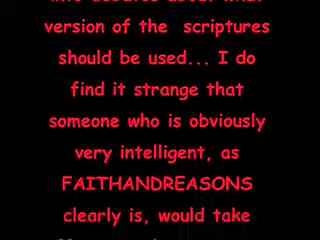 version of the scriptures
should be used... I do
find it strange that
someone who is obviously
very intelligent, as
FAITHANDREASONS
clearly is, would take